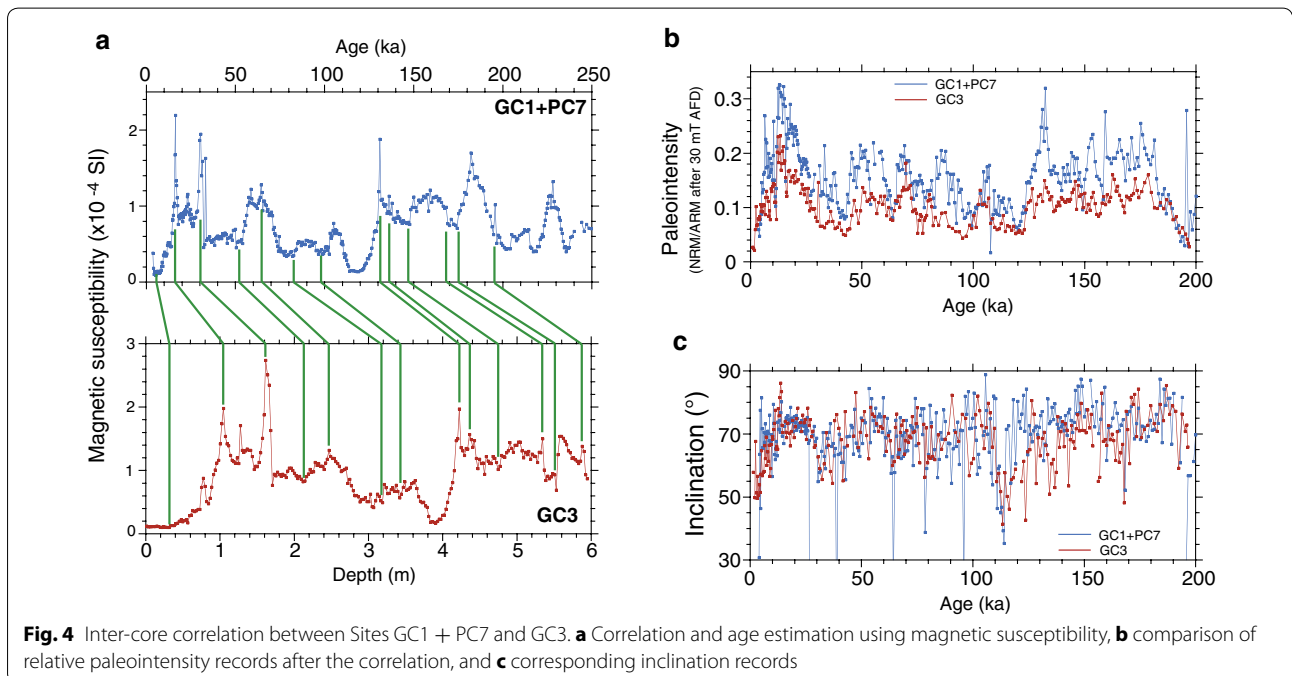 a
Age (ka)
0 50 100 150 200 250
GC1+PC7
2
1
0
Magnetic susceptibility (x10⁻⁴ SI)
3
2
1
0
GC3
0 1 2 3 4 5 6
Depth (m)
b
GC1+PC7
GC3
0.3
0.2
0.1
0
Paleointensity
(NRM/ARM after 30 mT AFD)
0 50 100 150 200
Age (ka)
c
90
70
50
30
Inclination (°)
GC1+PC7
GC3
0 50 100 150 200
Age (ka)
Fig. 4 Inter-core correlation between Sites GC1 + PC7 and GC3. a Correlation and age estimation using magnetic susceptibility, b comparison of
relative paleointensity records after the correlation, and c corresponding inclination records